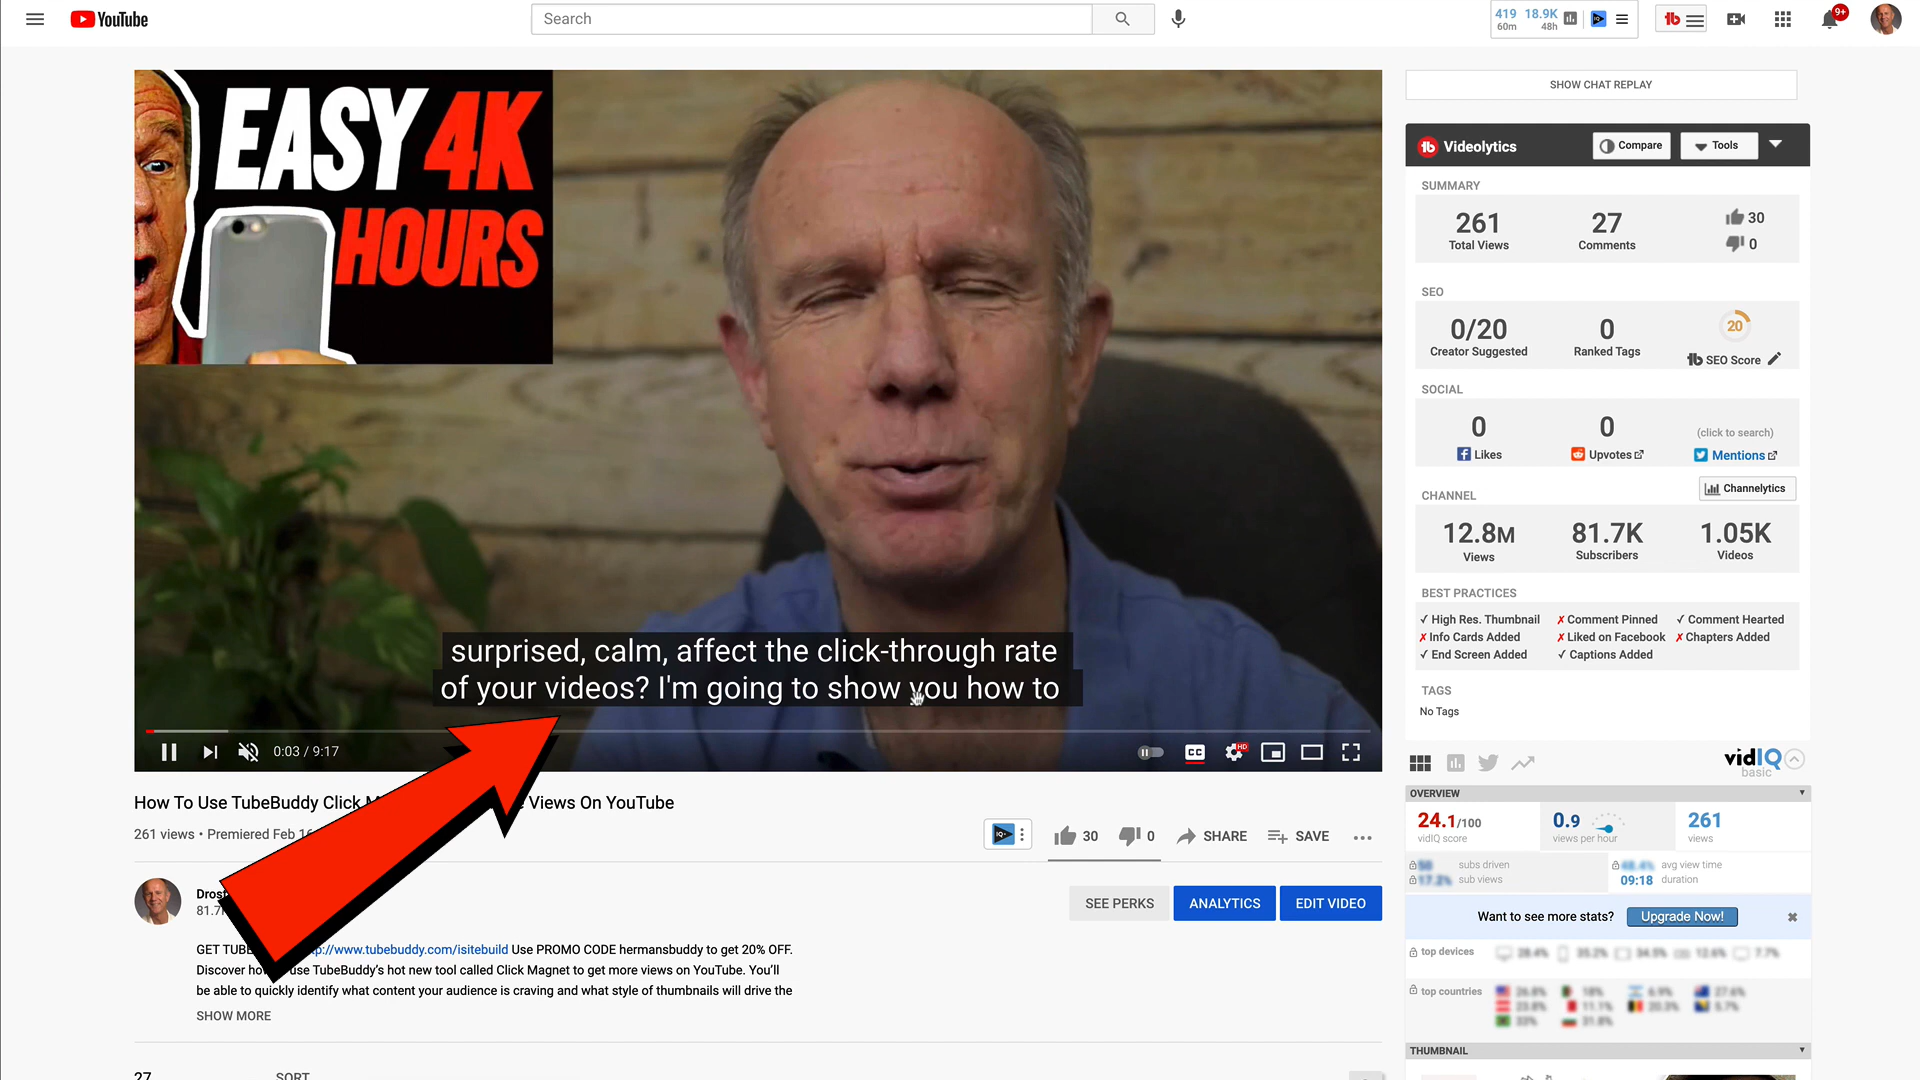 YouTube
Search
419 18.9K
60m 48h
9+
EASY 4K
HOURS
surprised, calm, affect the click-through rate
of your videos? I'm going to show you how to
0:03 / 9:17
CC
HD
How To Use TubeBuddy Click
Views On YouTube
261 views • Premiered Feb
30
0
SHARE
SAVE
SEE PERKS
ANALYTICS
EDIT VIDEO
GET
www.tubebuddy.com/isitebuild Use PROMO CODE hermansbuddy to get 20% OFF.
Discover
use TubeBuddy's hot new tool called Click Magnet to get more views on YouTube. You'll
be able to quickly identify what content your audience is craving and what style of thumbnails will drive the
SHOW MORE
27
SORT
SHOW CHAT REPLAY
Videolytics
Compare
Tools
SUMMARY
261 27 30
Total Views Comments 0
SEO
0/20 0 20
Creator Suggested Ranked Tags SEO Score
SOCIAL
0 0 (click to search)
Likes Upvotes Mentions
CHANNEL
Channelytics
12.8M 81.7K 1.05K
Views Subscribers Videos
BEST PRACTICES
✓ High Res. Thumbnail ✗ Comment Pinned ✓ Comment Hearted
✗ Info Cards Added ✗ Liked on Facebook ✗ Chapters Added
✓ End Screen Added ✓ Captions Added
TAGS
No Tags
vidIQ
basic
OVERVIEW
24.1/100 0.9 261
vidIQ score views per hour views
subs driven avg view time
sub views 09:18 duration
Want to see more stats? Upgrade Now!
top devices
top countries
THUMBNAIL